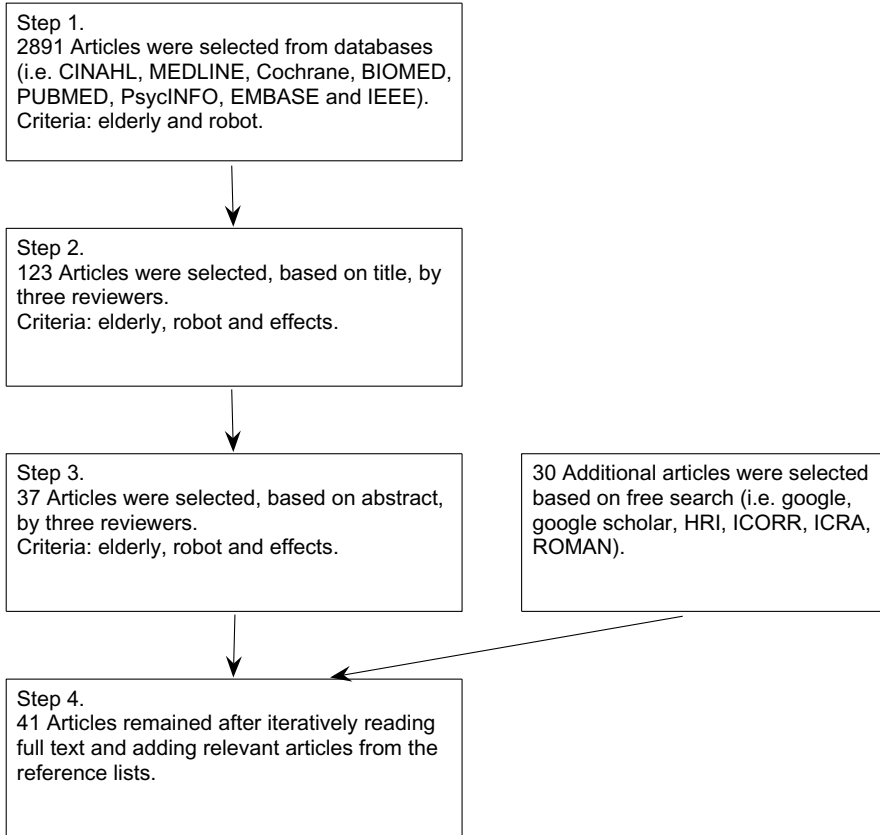 Step 1.
2891 Articles were selected from databases
(i.e. CINAHL, MEDLINE, Cochrane, BIOMED,
PUBMED, PsycINFO, EMBASE and IEEE).
Criteria: elderly and robot.
Step 2.
123 Articles were selected, based on title, by
three reviewers.
Criteria: elderly, robot and effects.
Step 3.
37 Articles were selected, based on abstract,
by three reviewers.
Criteria: elderly, robot and effects.
30 Additional articles were selected
based on free search (i.e. google,
google scholar, HRI, ICORR, ICRA,
ROMAN).
Step 4.
41 Articles remained after iteratively reading
full text and adding relevant articles from the
reference lists.